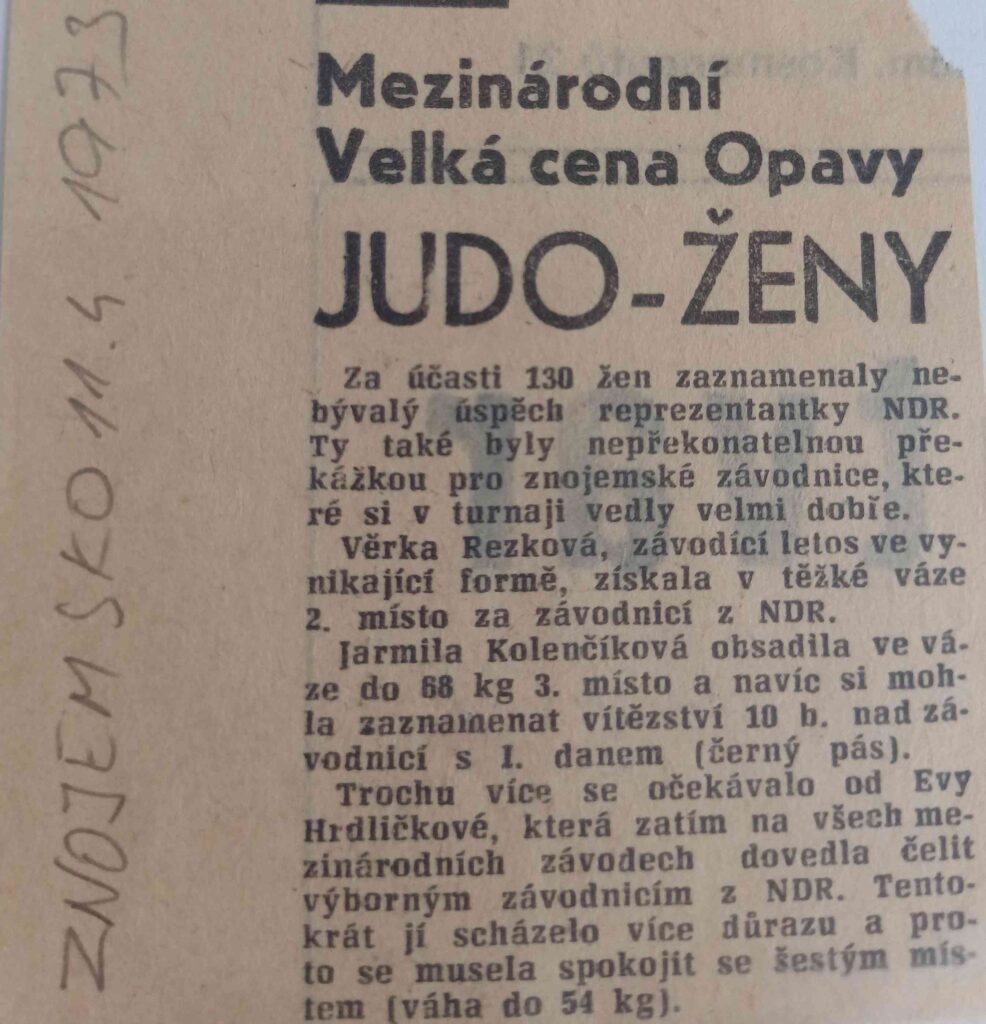 ZNOJEMSKO 11.4 1973
Mezinárodní
Velká cena Opavy
JUDO-ŽENY
Za účasti 130 žen zaznamenaly ne-
bývalý úspěch reprezentantky NDR.
Ty také byly nepřekonatelnou pře-
kážkou pro znojemské závodnice, kte-
ré si v turnaji vedly velmi dobře.
Věrka Rezková, závodící letos ve vy-
nikající formě, získala v těžké váze
2. místo za závodnicí z NDR.
Jarmila Kolenčíková obsadila ve vá-
ze do 68 kg 3. místo a navíc si moh-
la zaznamenat vítězství 10 b. nad zá-
vodnicí s I. danem (černý pás).
Trochu více se očekávalo od Evy
Hrdličkové, která zatím na všech me-
zinárodních závodech dovedla čelit
výborným závodnicím z NDR. Tento-
krát jí scházelo více důrazu a pro-
to se musela spokojit se šestým mís-
tem (váha do 54 kg).